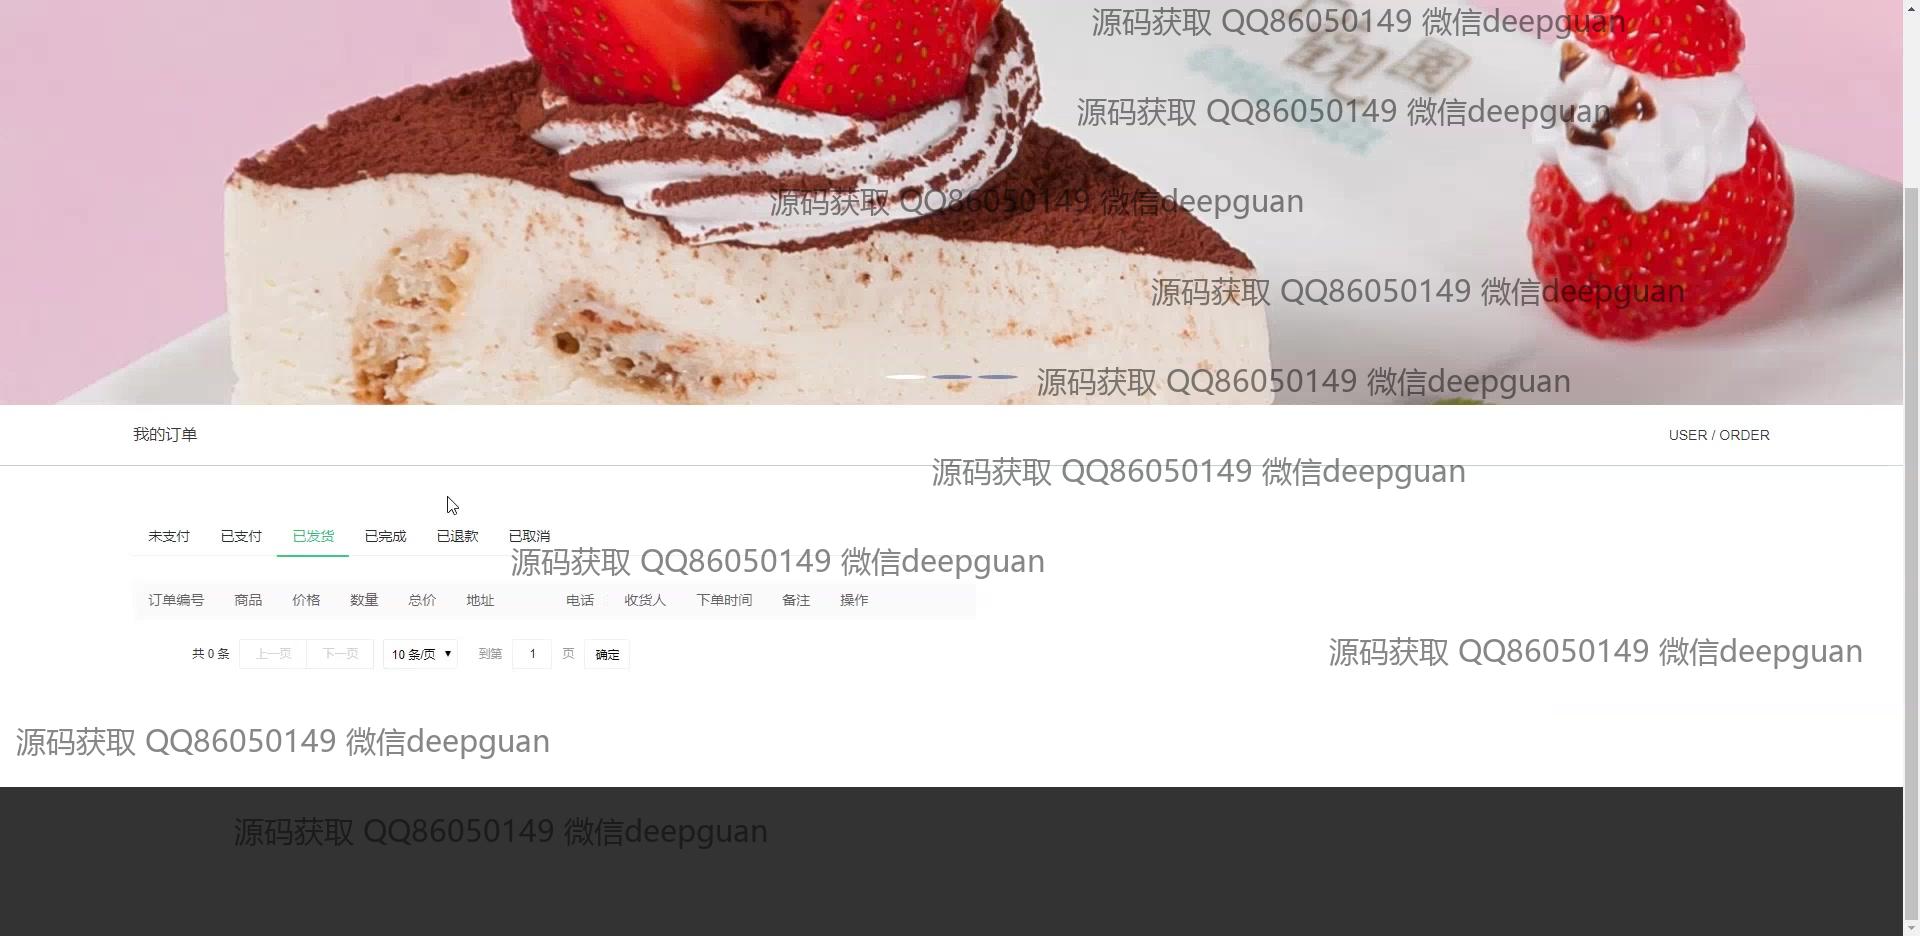 源码获取 QQ86050149 微信deepguan
觀園
源码获取 QQ86050149 微信deepguan
源码获取 QQ86050149 微信deepguan
源码获取 QQ86050149 微信deepguan
源码获取 QQ86050149 微信deepguan
我的订单
USER / ORDER
源码获取 QQ86050149 微信deepguan
未支付 已支付 已发货 已完成 已退款 已取消
源码获取 QQ86050149 微信deepguan
订单编号 商品 价格 数量 总价 地址 电话 收货人 下单时间 备注 操作
共 0 条 上一页 下一页 10 条/页 到第 1 页 确定
源码获取 QQ86050149 微信deepguan
源码获取 QQ86050149 微信deepguan
源码获取 QQ86050149 微信deepguan